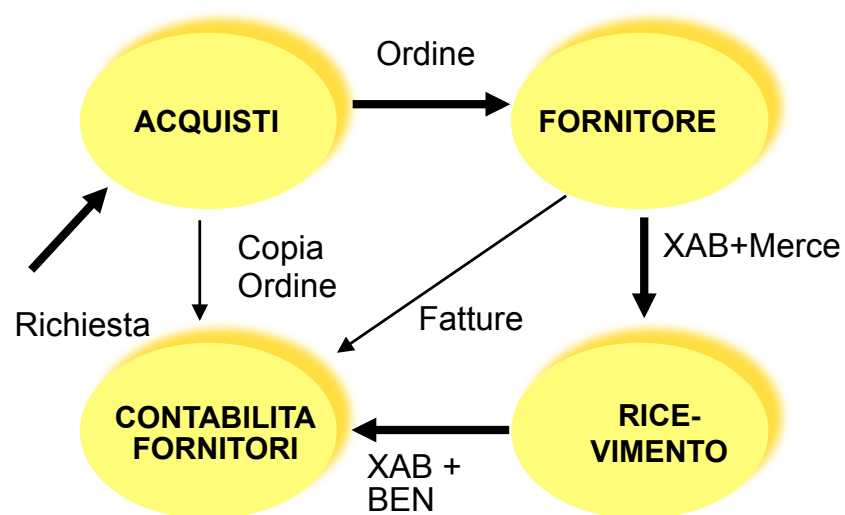 Ordine
ACQUISTI
FORNITORE
Copia
Ordine
XAB+Merce
Richiesta
Fatture
CONTABILITA
FORNITORI
RICE-
VIMENTO
XAB +
BEN